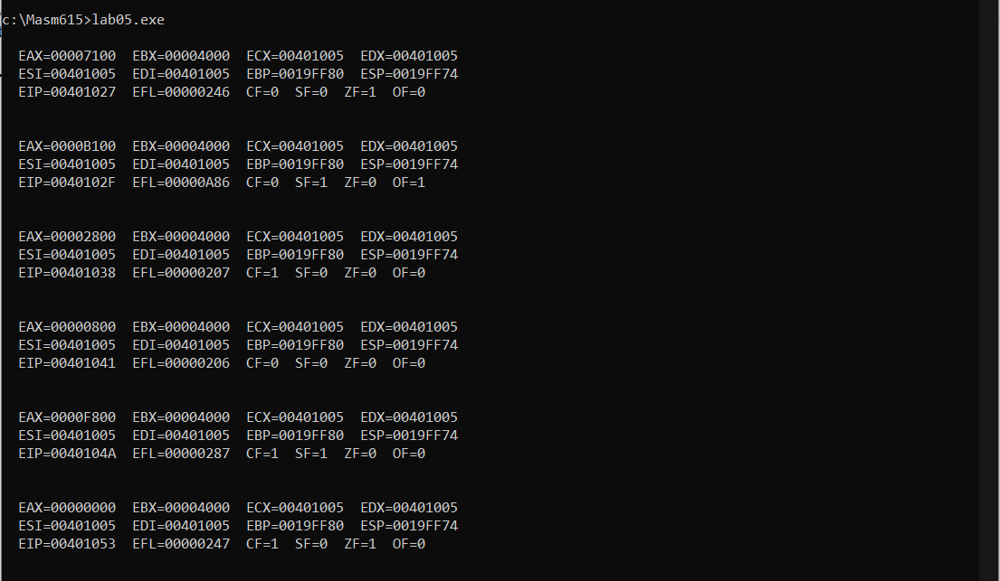 c:\Masm615>lab05.exe
EAX=00007100 EBX=00004000 ECX=00401005 EDX=00401005
ESI=00401005 EDI=00401005 EBP=0019FF80 ESP=0019FF74
EIP=00401027 EFL=00000246 CF=0 SF=0 ZF=1 OF=0
EAX=0000B100 EBX=00004000 ECX=00401005 EDX=00401005
ESI=00401005 EDI=00401005 EBP=0019FF80 ESP=0019FF74
EIP=0040102F EFL=00000A86 CF=0 SF=1 ZF=0 OF=1
EAX=00002800 EBX=00004000 ECX=00401005 EDX=00401005
ESI=00401005 EDI=00401005 EBP=0019FF80 ESP=0019FF74
EIP=00401038 EFL=00000207 CF=1 SF=0 ZF=0 OF=0
EAX=00000800 EBX=00004000 ECX=00401005 EDX=00401005
ESI=00401005 EDI=00401005 EBP=0019FF80 ESP=0019FF74
EIP=00401041 EFL=00000206 CF=0 SF=0 ZF=0 OF=0
EAX=0000F800 EBX=00004000 ECX=00401005 EDX=00401005
ESI=00401005 EDI=00401005 EBP=0019FF80 ESP=0019FF74
EIP=0040104A EFL=00000287 CF=1 SF=1 ZF=0 OF=0
EAX=00000000 EBX=00004000 ECX=00401005 EDX=00401005
ESI=00401005 EDI=00401005 EBP=0019FF80 ESP=0019FF74
EIP=00401053 EFL=00000247 CF=1 SF=0 ZF=1 OF=0